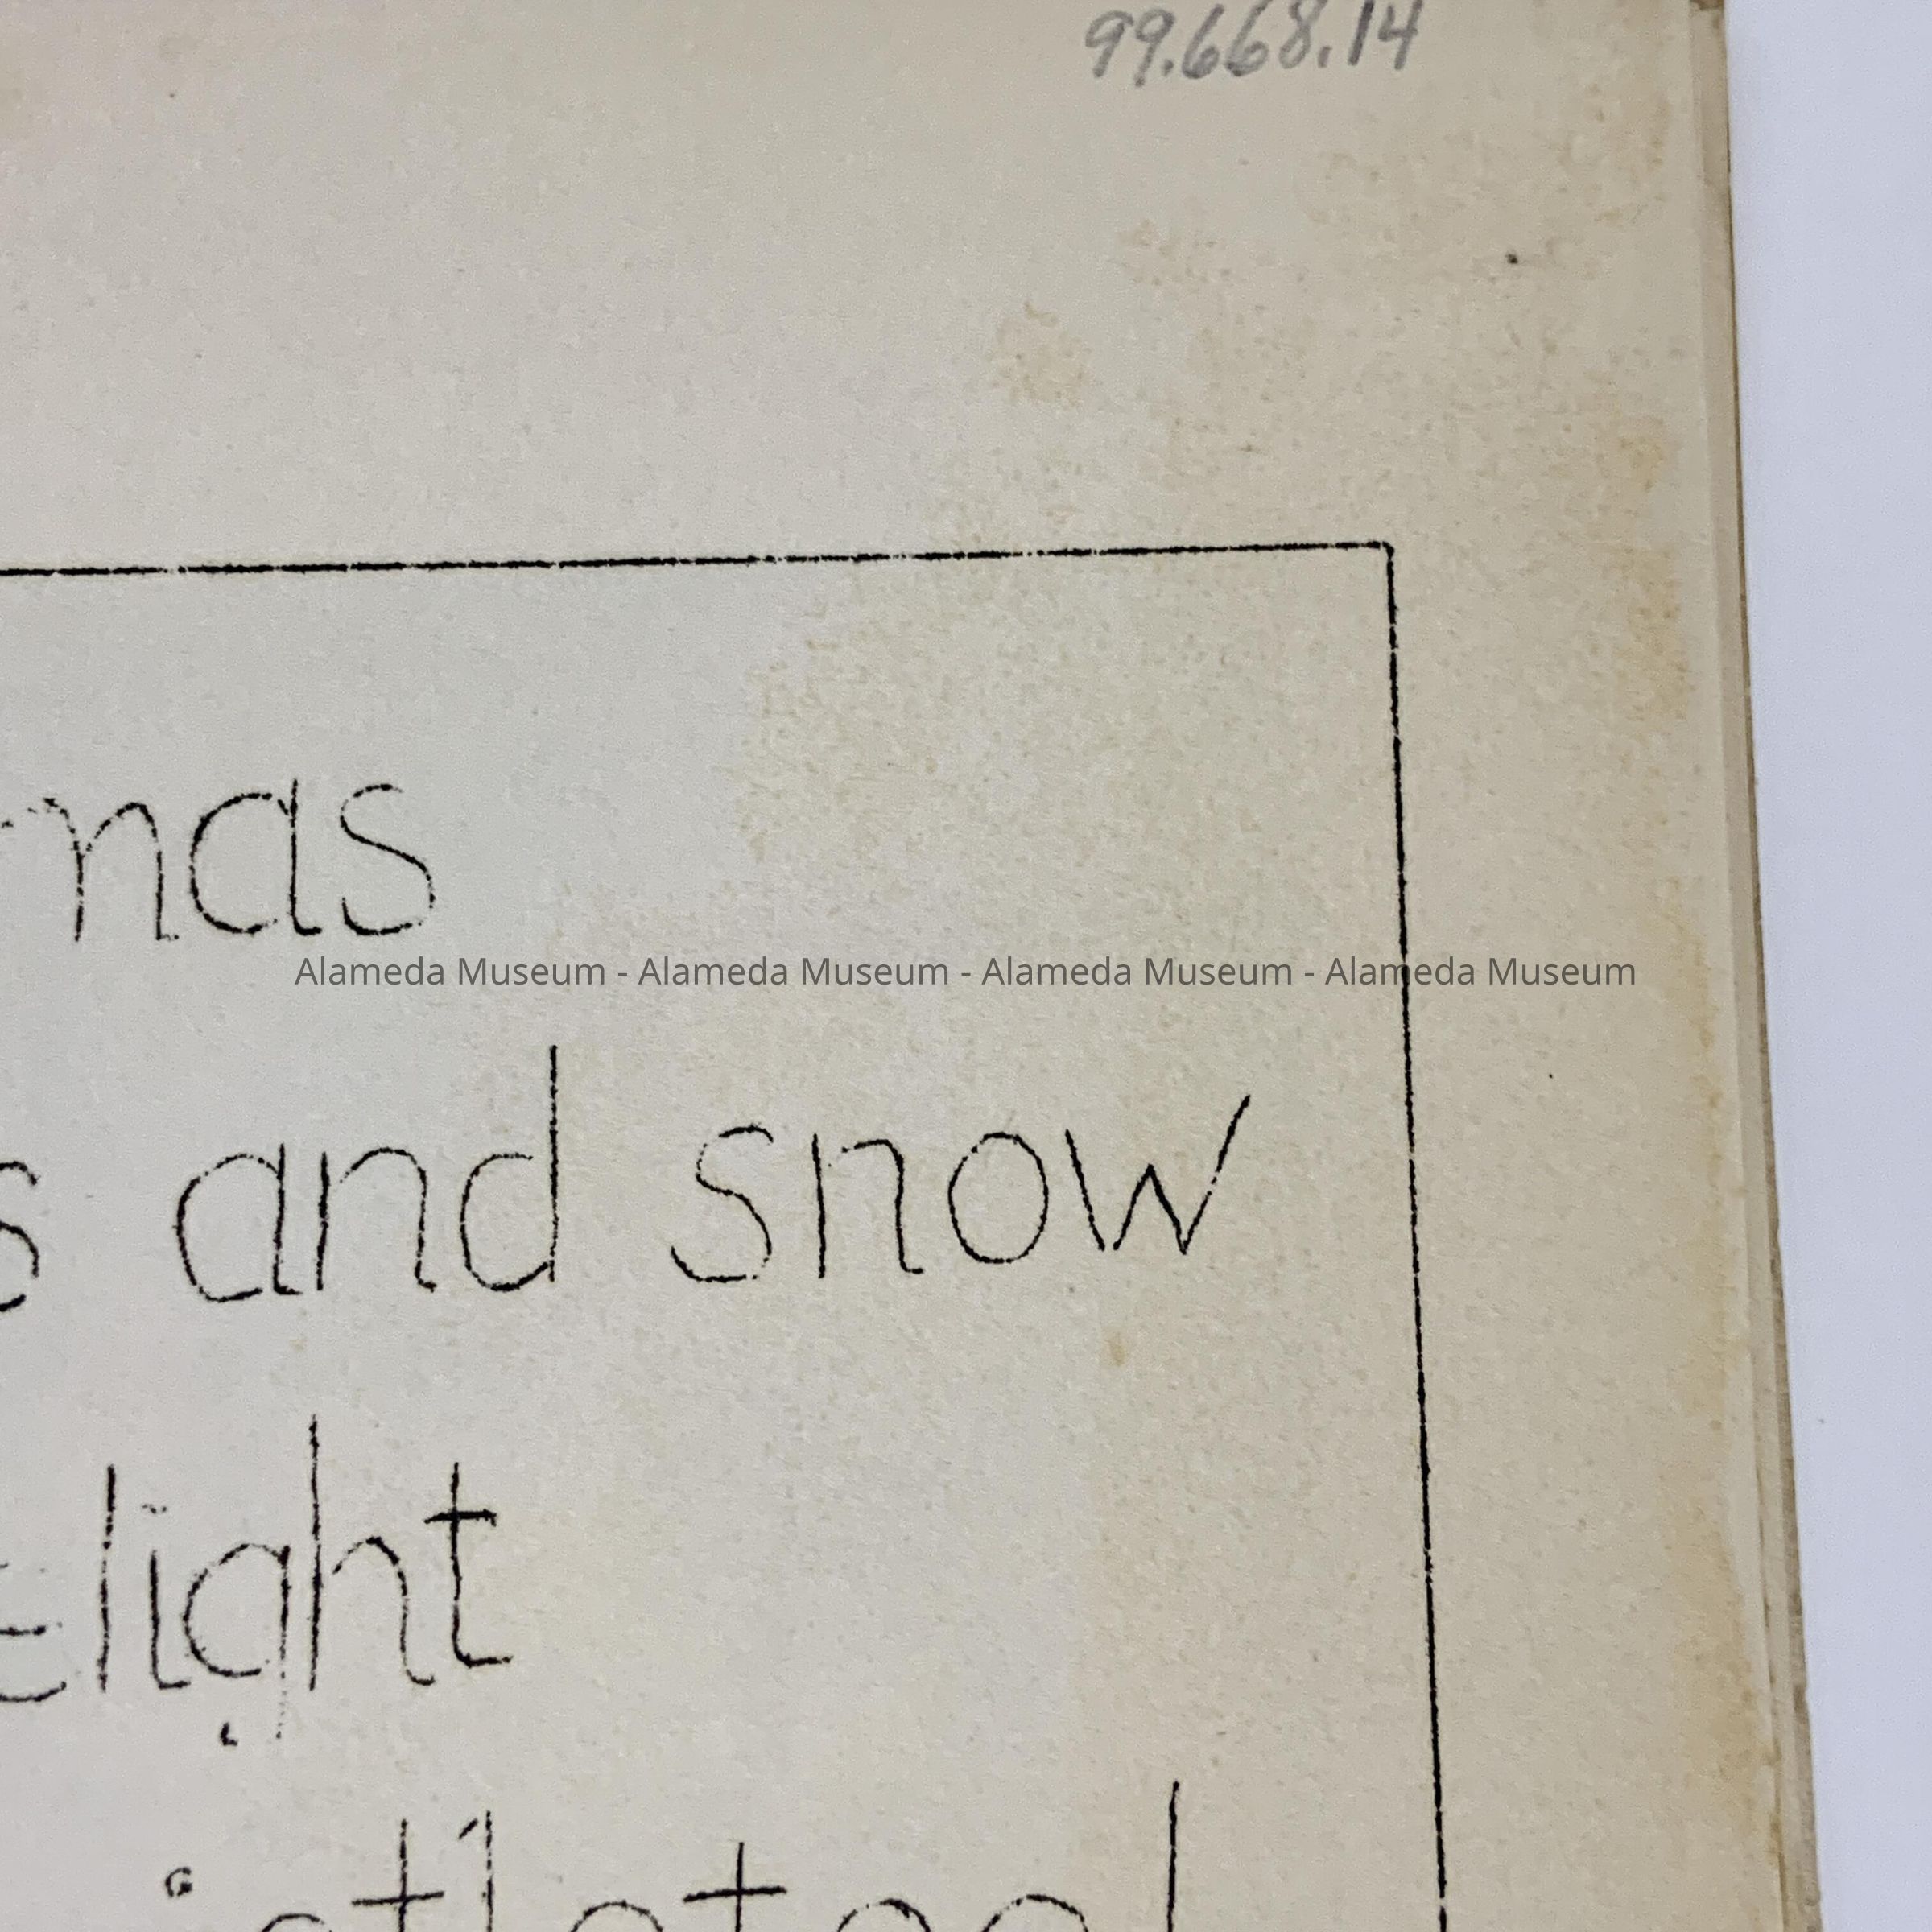 99.668.14
mas
Alameda Museum - Alameda Museum - Alameda Museum - Alameda Museum
s and snow
elight